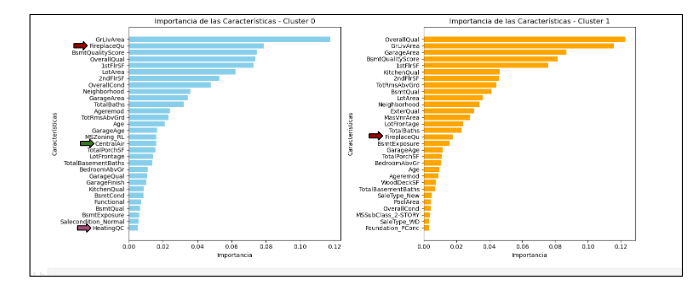 Importancia de las Características - Cluster 0
GrLivArea
FireplaceQu
BsmtQualityScore
OverallQual
1stFlrSF
LotArea
2ndFlrSF
OverallCond
Neighborhood
GarageArea
TotalBaths
Ageremod
TotRmsAbvGrd
Age
GarageAge
MSZoning_RL
CentralAir
TotalPorchSF
LotFrontage
TotalBasementBaths
BedroomAbvGr
GarageQual
GarageFinish
KitchenQual
BsmtCond
Functional
BsmtQual
BsmtExposure
Salecondition_Normal
HeatingQC
Características
0.00 0.02 0.04 0.06 0.08 0.10 0.12
Importancia
Importancia de las Características - Cluster 1
OverallQual
GrLivArea
GarageArea
BsmtQualityScore
1stFlrSF
KitchenQual
2ndFlrSF
TotRmsAbvGrd
BsmtQual
LotArea
Neighborhood
ExterQual
MasVnrArea
LotFrontage
TotalBaths
FireplaceQu
BsmtExposure
GarageAge
TotalPorchSF
BedroomAbvGr
Age
Ageremod
WoodDeckSF
TotalBasementBaths
SaleType_New
PoolArea
OverallCond
MSSubClass_2-STORY
SaleType_WD
Foundation_PConc
Características
0.00 0.02 0.04 0.06 0.08 0.10 0.12
Importancia